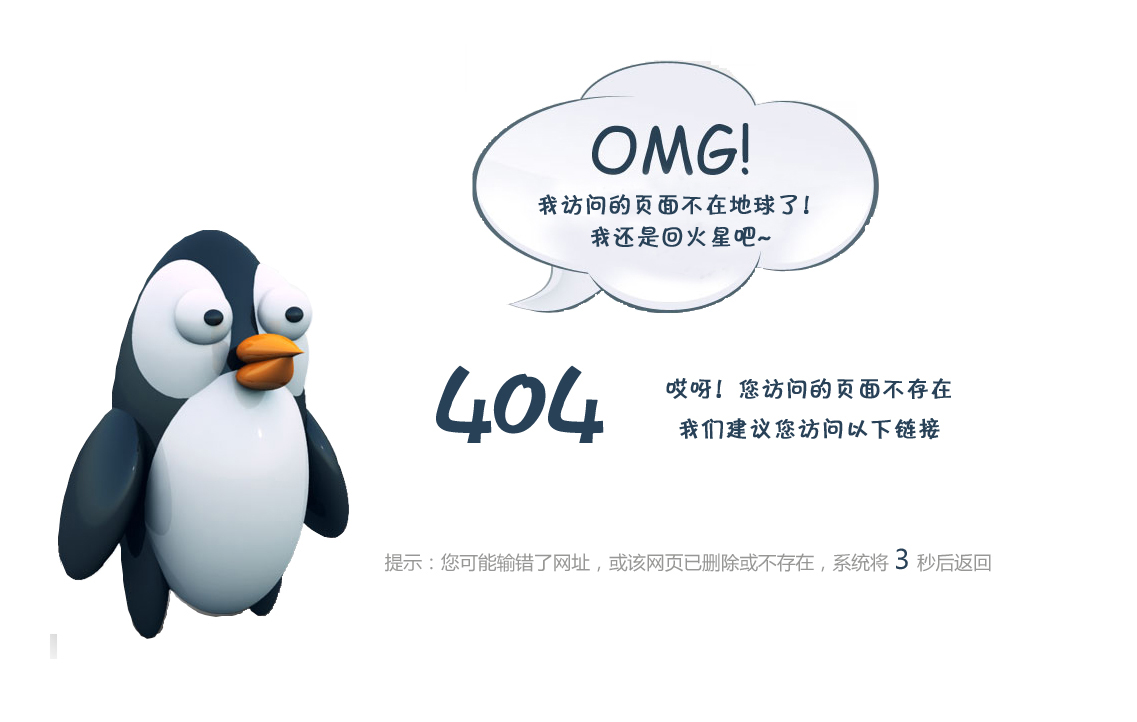 OMG!
我访问的页面不在地球了!
我还是回火星吧~
404
哎呀! 您访问的页面不存在
我们建议您访问以下链接
提示：您可能输错了网址，或该网页已删除或不存在，系统将 3 秒后返回